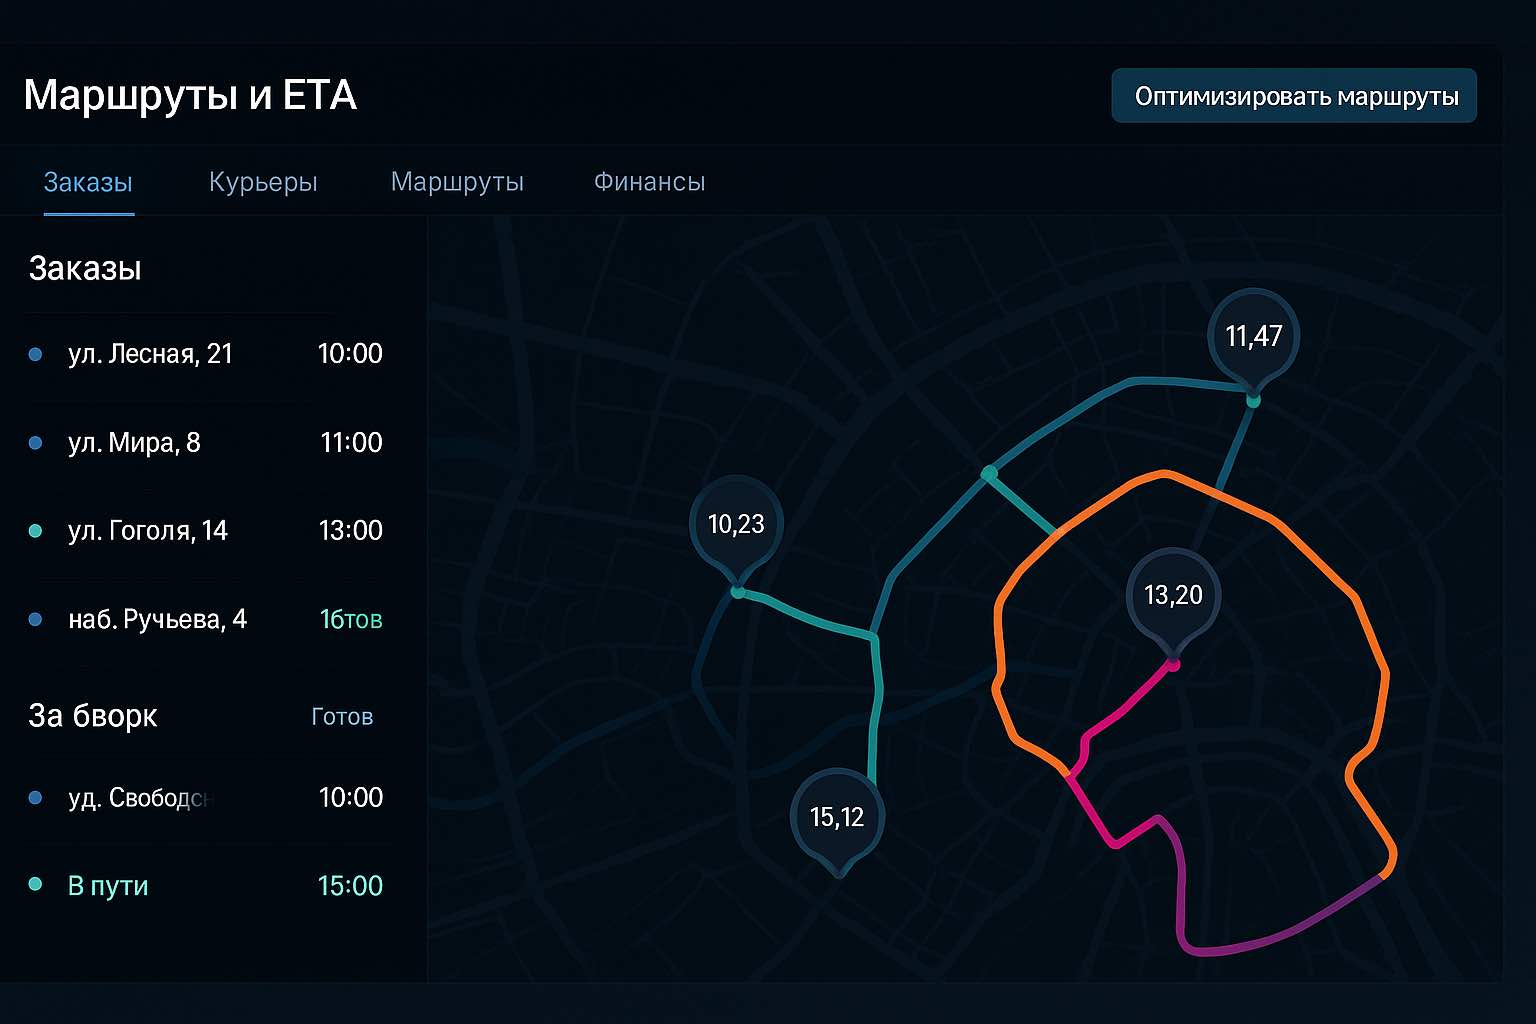 Маршруты и ETA
Оптимизировать маршруты
Заказы Курьеры Маршруты Финансы
Заказы
ул. Лесная, 21 10:00
ул. Мира, 8 11:00
ул. Гоголя, 14 13:00
наб. Ручьева, 4 16тов
За бворк Готов
уд. Свободсн 10:00
В пути 15:00
11,47
10,23
13,20
15,12